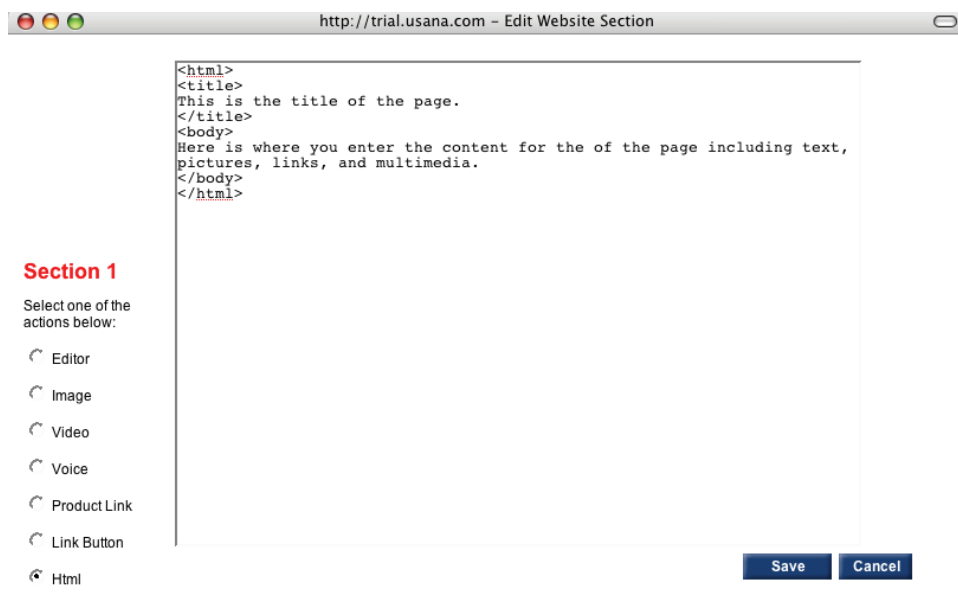 http://trial.usana.com – Edit Website Section
<html>
<title>
This is the title of the page.
</title>
<body>
Here is where you enter the content for the of the page including text,
pictures, links, and multimedia.
</body>
</html>
Section 1
Select one of the
actions below:
Editor
Image
Video
Voice
Product Link
Link Button
Html
Save
Cancel